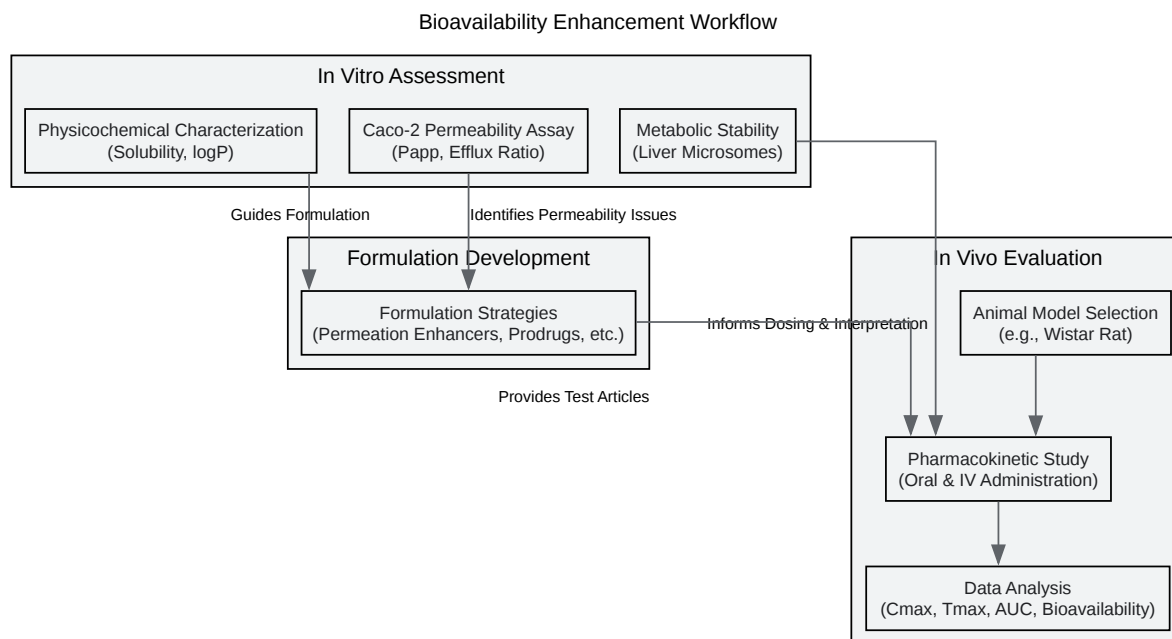 Bioavailability Enhancement Workflow
In Vitro Assessment
Physicochemical Characterization
(Solubility, logP)
Caco-2 Permeability Assay
(Papp, Efflux Ratio)
Metabolic Stability
(Liver Microsomes)
Guides Formulation
Identifies Permeability Issues
Formulation Development
Formulation Strategies
(Permeation Enhancers, Prodrugs, etc.)
Informs Dosing & Interpretation
Provides Test Articles
In Vivo Evaluation
Animal Model Selection
(e.g., Wistar Rat)
Pharmacokinetic Study
(Oral & IV Administration)
Data Analysis
(Cmax, Tmax, AUC, Bioavailability)